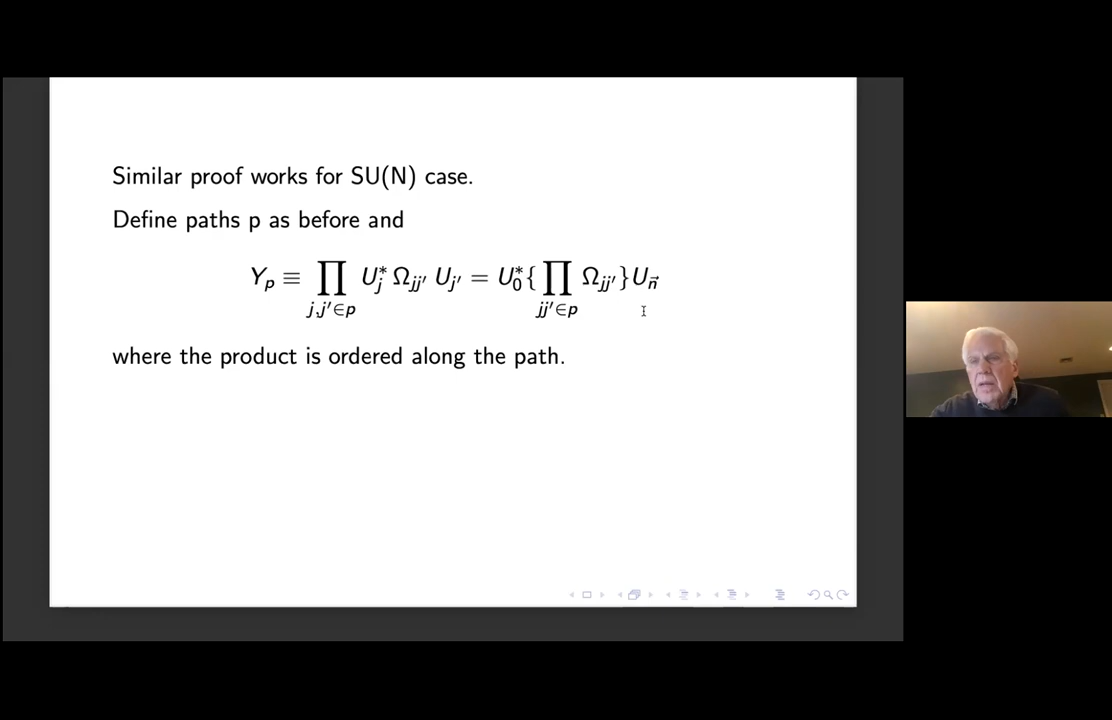 Similar proof works for SU(N) case.
Define paths p as before and
Y_p ≡ ∏_{j,j'∈p} U_j^* Ω_{jj'} U_{j'} = U_0^*{∏_{jj'∈p} Ω_{jj'}}U_{\vec{n}}
where the product is ordered along the path.